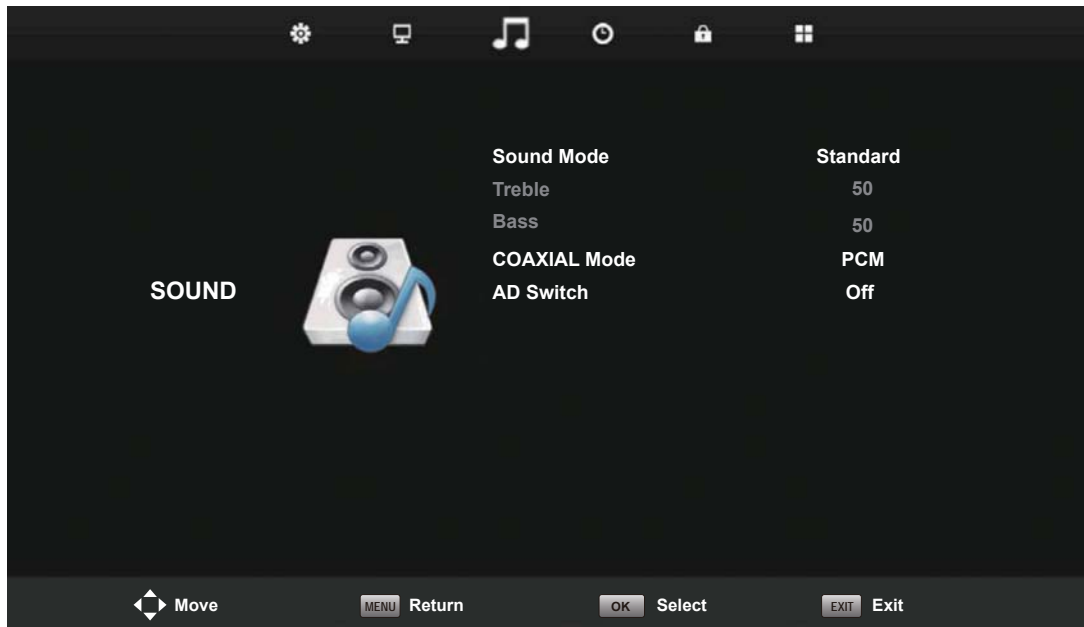 Sound Mode Standard
Treble 50
Bass 50
COAXIAL Mode PCM
SOUND
AD Switch Off
Move MENU Return OK Select EXIT Exit